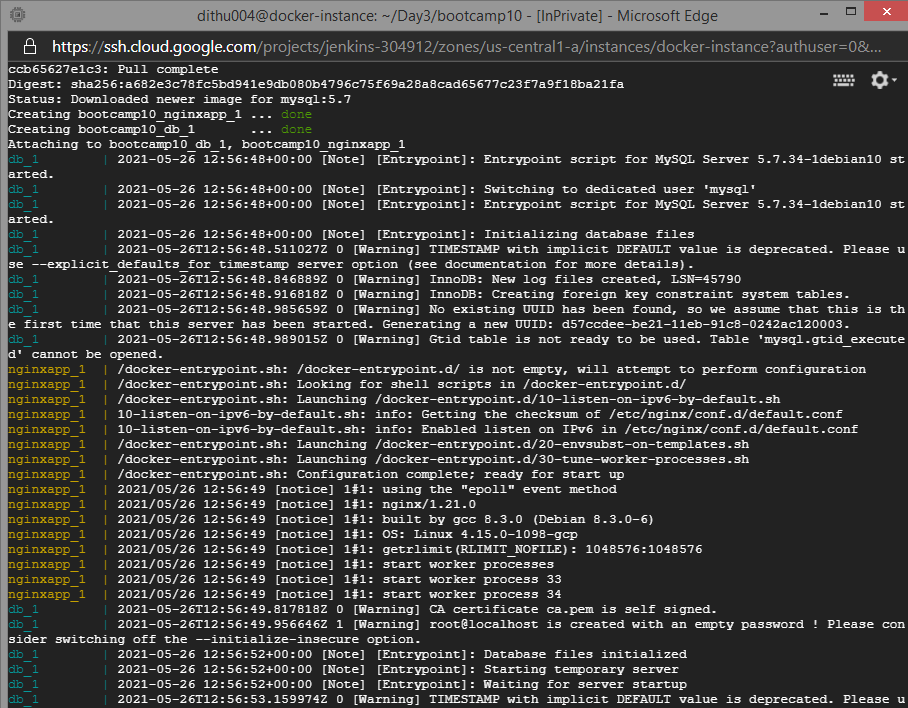 dithu004@docker-instance: ~/Day3/bootcamp10 - [InPrivate] - Microsoft Edge
https://ssh.cloud.google.com/projects/jenkins-304912/zones/us-central1-a/instances/docker-instance?authuser=0&...
ccb65627e1c3: Pull complete
Digest: sha256:a682e3c78fc5bd941e9db080b4796c75f69a28a8cad65677c23f7a9f18ba21fa
Status: Downloaded newer image for mysql:5.7
Creating bootcamp10_nginxapp_1 ... done
Creating bootcamp10_db_1       ... done
Attaching to bootcamp10_db_1, bootcamp10_nginxapp_1
db_1        | 2021-05-26 12:56:48+00:00 [Note] [Entrypoint]: Entrypoint script for MySQL Server 5.7.34-1debian10 st
arted.
db_1        | 2021-05-26 12:56:48+00:00 [Note] [Entrypoint]: Switching to dedicated user 'mysql'
db_1        | 2021-05-26 12:56:48+00:00 [Note] [Entrypoint]: Entrypoint script for MySQL Server 5.7.34-1debian10 st
arted.
db_1        | 2021-05-26 12:56:48+00:00 [Note] [Entrypoint]: Initializing database files
db_1        | 2021-05-26T12:56:48.511027Z 0 [Warning] TIMESTAMP with implicit DEFAULT value is deprecated. Please u
se --explicit_defaults_for_timestamp server option (see documentation for more details).
db_1        | 2021-05-26T12:56:48.846889Z 0 [Warning] InnoDB: New log files created, LSN=45790
db_1        | 2021-05-26T12:56:48.916818Z 0 [Warning] InnoDB: Creating foreign key constraint system tables.
db_1        | 2021-05-26T12:56:48.985659Z 0 [Warning] No existing UUID has been found, so we assume that this is th
e first time that this server has been started. Generating a new UUID: d57ccdee-be21-11eb-91c8-0242ac120003.
db_1        | 2021-05-26T12:56:48.989015Z 0 [Warning] Gtid table is not ready to be used. Table 'mysql.gtid_execute
d' cannot be opened.
nginxapp_1  | /docker-entrypoint.sh: /docker-entrypoint.d/ is not empty, will attempt to perform configuration
nginxapp_1  | /docker-entrypoint.sh: Looking for shell scripts in /docker-entrypoint.d/
nginxapp_1  | /docker-entrypoint.sh: Launching /docker-entrypoint.d/10-listen-on-ipv6-by-default.sh
nginxapp_1  | 10-listen-on-ipv6-by-default.sh: info: Getting the checksum of /etc/nginx/conf.d/default.conf
nginxapp_1  | 10-listen-on-ipv6-by-default.sh: info: Enabled listen on IPv6 in /etc/nginx/conf.d/default.conf
nginxapp_1  | /docker-entrypoint.sh: Launching /docker-entrypoint.d/20-envsubst-on-templates.sh
nginxapp_1  | /docker-entrypoint.sh: Launching /docker-entrypoint.d/30-tune-worker-processes.sh
nginxapp_1  | /docker-entrypoint.sh: Configuration complete; ready for start up
nginxapp_1  | 2021/05/26 12:56:49 [notice] 1#1: using the "epoll" event method
nginxapp_1  | 2021/05/26 12:56:49 [notice] 1#1: nginx/1.21.0
nginxapp_1  | 2021/05/26 12:56:49 [notice] 1#1: built by gcc 8.3.0 (Debian 8.3.0-6)
nginxapp_1  | 2021/05/26 12:56:49 [notice] 1#1: OS: Linux 4.15.0-1098-gcp
nginxapp_1  | 2021/05/26 12:56:49 [notice] 1#1: getrlimit(RLIMIT_NOFILE): 1048576:1048576
nginxapp_1  | 2021/05/26 12:56:49 [notice] 1#1: start worker processes
nginxapp_1  | 2021/05/26 12:56:49 [notice] 1#1: start worker process 33
nginxapp_1  | 2021/05/26 12:56:49 [notice] 1#1: start worker process 34
db_1        | 2021-05-26T12:56:49.817818Z 0 [Warning] CA certificate ca.pem is self signed.
db_1        | 2021-05-26T12:56:49.956646Z 1 [Warning] root@localhost is created with an empty password ! Please con
sider switching off the --initialize-insecure option.
db_1        | 2021-05-26 12:56:52+00:00 [Note] [Entrypoint]: Database files initialized
db_1        | 2021-05-26 12:56:52+00:00 [Note] [Entrypoint]: Starting temporary server
db_1        | 2021-05-26 12:56:52+00:00 [Note] [Entrypoint]: Waiting for server startup
db_1        | 2021-05-26T12:56:53.159974Z 0 [Warning] TIMESTAMP with implicit DEFAULT value is deprecated. Please u